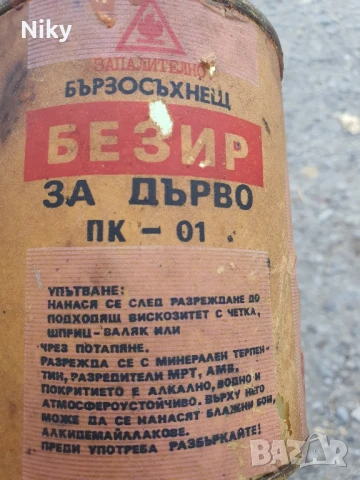 Niky
ЗАПАЛИТЕЛНО
БЪРЗОСЪХНЕЩ
БЕЗИР
ЗА ДЪРВО
ПК - 01
УПЪТВАНЕ:
НАНАСЯ СЕ СЛЕД РАЗРЕЖДАНЕ ДО
ПОДХОДЯЩ ВИСКОЗИТЕТ С ЧЕТКА,
ШПРИЦ-ВАЛЯК ИЛИ
ЧРЕЗ ПОТАПЯНЕ.
РАЗРЕЖДА СЕ С МИНЕРАЛЕН ТЕРПЕН-
ТИН, РАЗРЕДИТЕЛИ МРТ, АМВ.
ПОКРИТИЕТО Е АЛКАЛНО, ВОДНО И
АТМОСФЕРОУСТОЙЧИВО. ВЪРХУ НЕГО
МОЖЕ ДА СЕ НАНАСЯТ БЛАЖНИ БОИ,
АЛКИДЕМАЙЛЛАКОВЕ.
ПРЕДИ УПОТРЕБА РАЗБЪРКАЙТЕ!
BAZAR